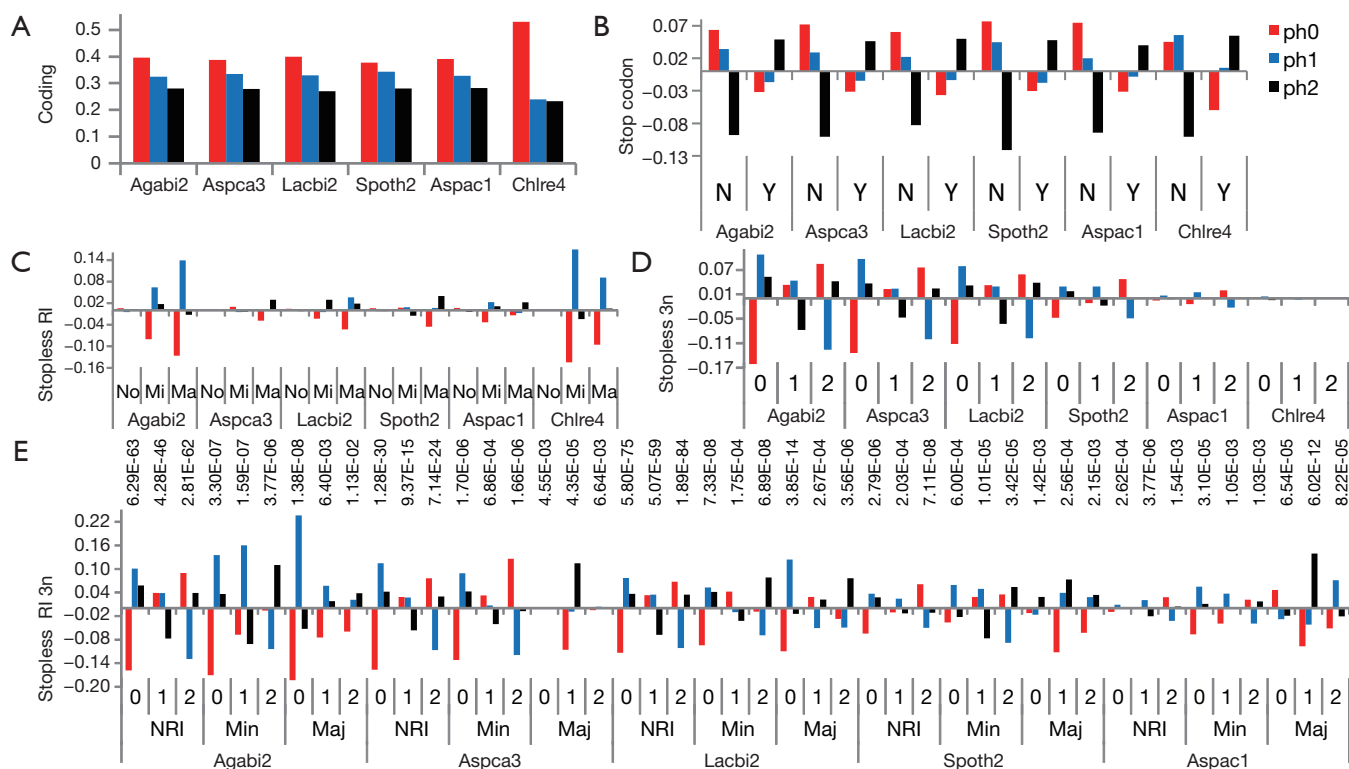 A
Coding
0.5
0.4
0.3
0.2
0.1
0
Agabi2 Aspca3 Lacbi2 Spoth2 Aspac1 Chlre4
B
Stop codon
0.07
0.02
−0.03
−0.08
−0.13
N Y N Y N Y N Y N Y N Y
Agabi2 Aspca3 Lacbi2 Spoth2 Aspac1 Chlre4
ph0
ph1
ph2
C
Stopless RI
0.14
0.08
0.02
−0.04
−0.10
−0.16
No Mi Ma No Mi Ma No Mi Ma No Mi Ma No Mi Ma No Mi Ma
Agabi2 Aspca3 Lacbi2 Spoth2 Aspac1 Chlre4
D
Stopless 3n
0.07
0.01
−0.05
−0.11
−0.17
0 1 2 0 1 2 0 1 2 0 1 2 0 1 2 0 1 2
Agabi2 Aspca3 Lacbi2 Spoth2 Aspac1 Chlre4
E
6.29E-63
4.28E-46
2.81E-62
3.30E-07
1.59E-07
3.77E-06
1.38E-08
6.40E-03
1.13E-02
1.28E-30
9.37E-15
7.14E-24
1.70E-06
6.86E-04
1.66E-06
4.55E-03
4.35E-05
6.64E-03
5.80E-75
5.07E-59
1.89E-84
7.33E-08
1.75E-04
6.89E-08
3.85E-14
2.67E-04
3.56E-06
2.79E-06
2.03E-04
7.11E-08
6.00E-04
1.01E-05
3.42E-05
1.42E-03
2.56E-04
2.15E-03
2.62E-04
3.77E-06
1.54E-03
3.10E-05
1.05E-03
1.03E-03
6.54E-05
6.02E-12
8.22E-05
Stopless RI 3n
0.22
0.16
0.10
0.04
−0.02
−0.08
−0.14
−0.20
0 1 2 0 1 2 0 1 2 0 1 2 0 1 2 0 1 2 0 1 2 0 1 2 0 1 2 0 1 2 0 1 2 0 1 2 0 1 2 0 1 2 0 1 2
NRI Min Maj NRI Min Maj NRI Min Maj NRI Min Maj NRI Min Maj
Agabi2 Aspca3 Lacbi2 Spoth2 Aspac1